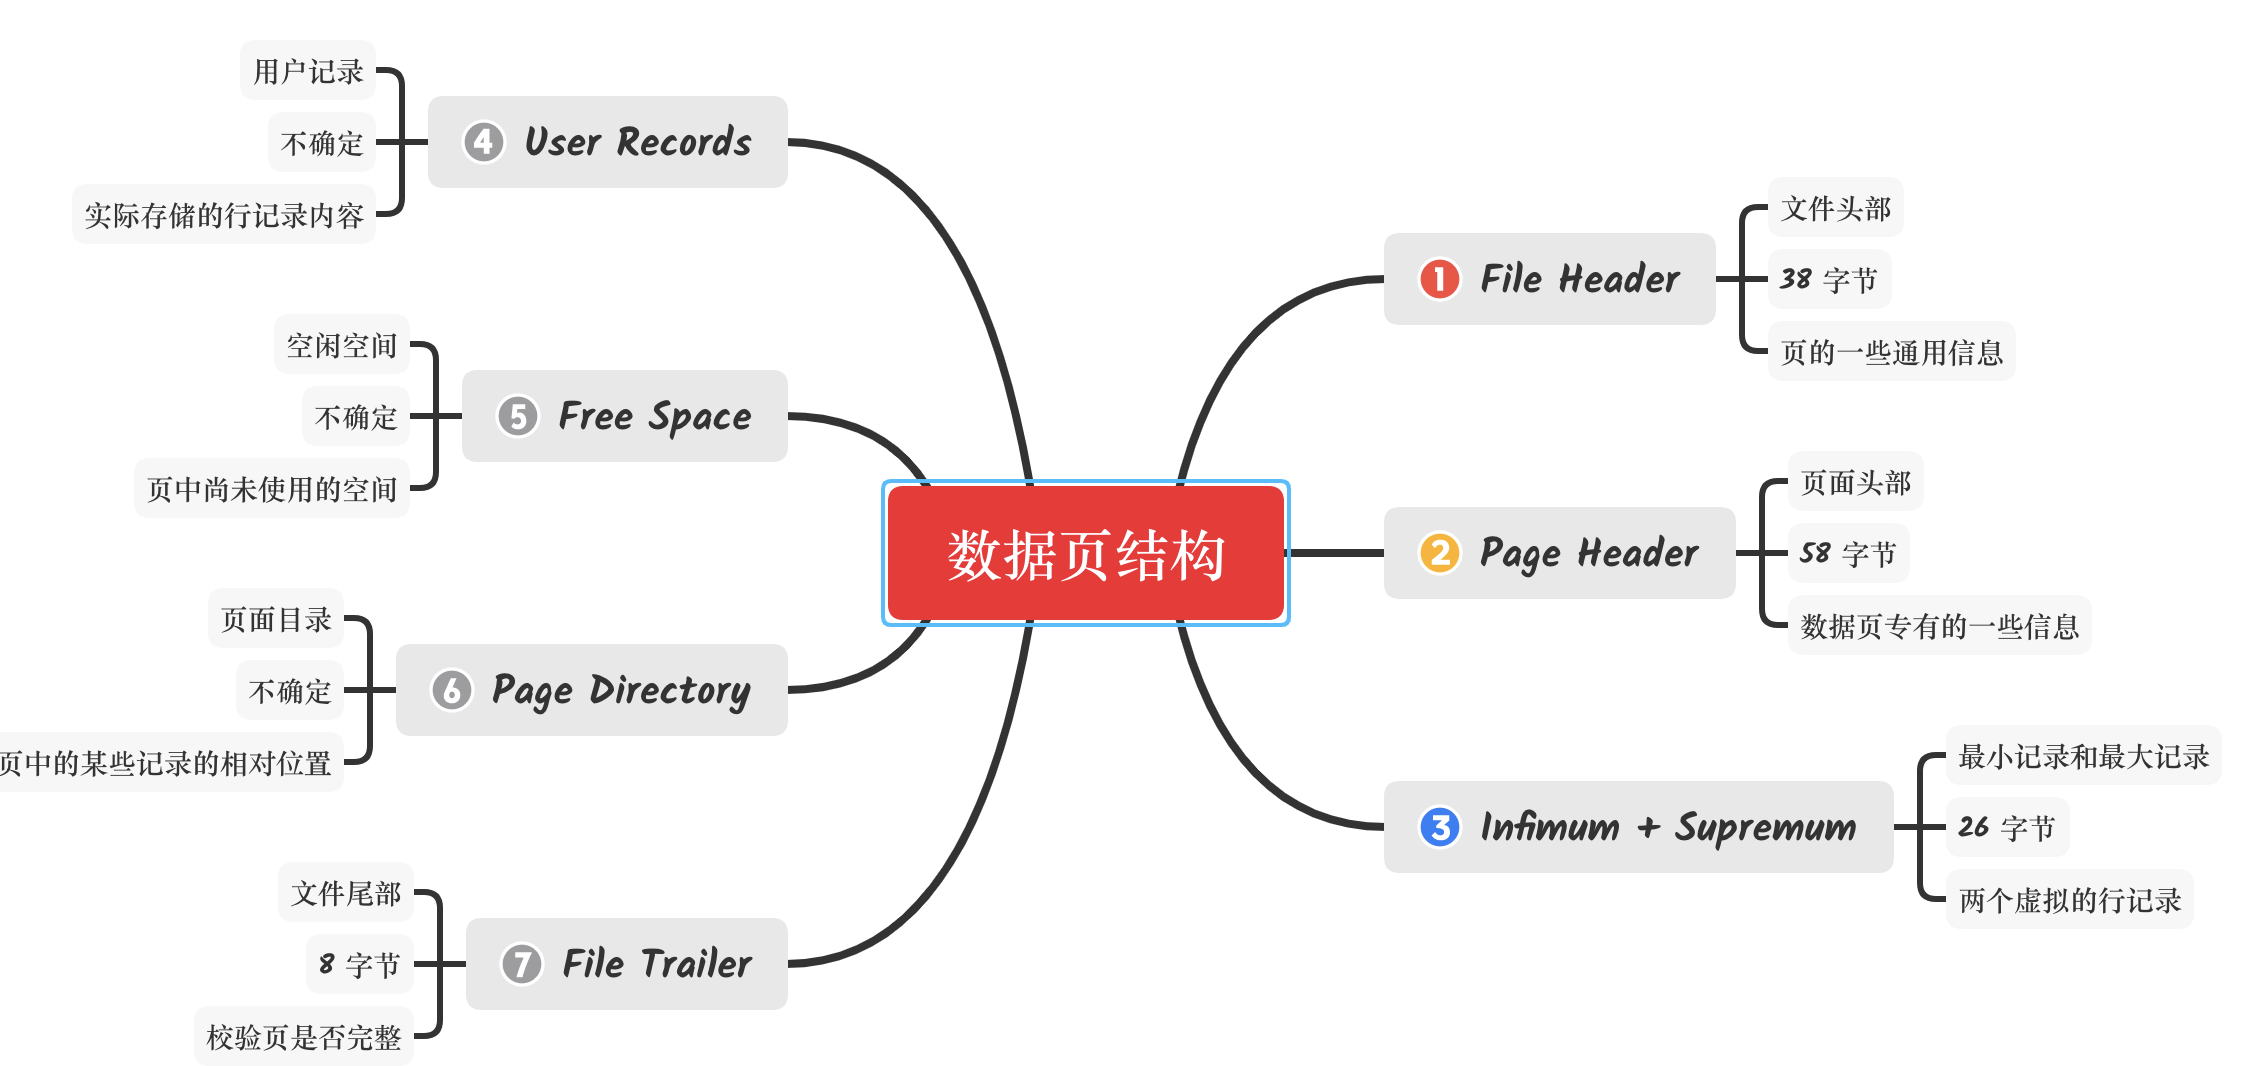 数据页结构
1 File Header
文件头部
38 字节
页的一些通用信息
2 Page Header
页面头部
58 字节
数据页专有的一些信息
3 Infimum + Supremum
最小记录和最大记录
26 字节
两个虚拟的行记录
4 User Records
用户记录
不确定
实际存储的行记录内容
5 Free Space
空闲空间
不确定
页中尚未使用的空间
6 Page Directory
页面目录
不确定
页中的某些记录的相对位置
7 File Trailer
文件尾部
8 字节
校验页是否完整